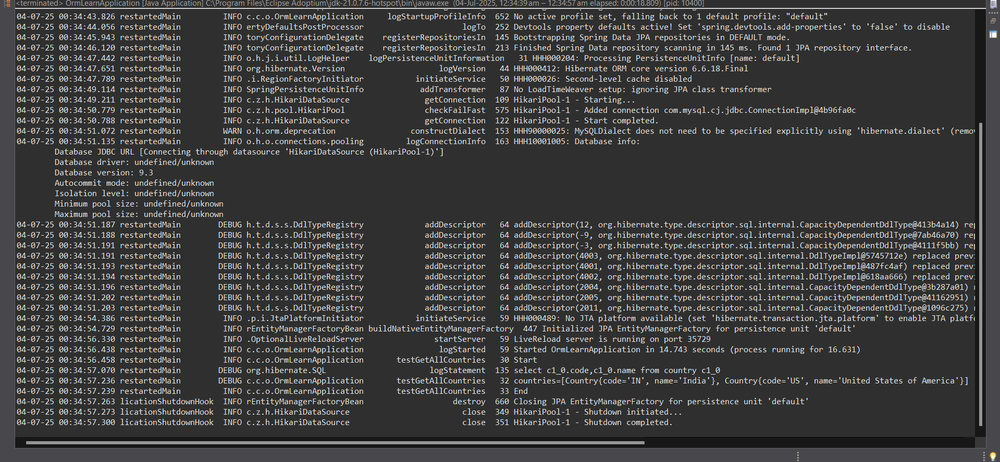 <terminated> OrmLearnApplication [Java Application] C:\Program Files\Eclipse Adoptium\jdk-21.0.7.6-hotspot\bin\javaw.exe (04-Jul-2025, 12:34:39 am – 12:34:57 am elapsed: 0:00:18.809) [pid: 10400]
04-07-25 00:34:43.826 restartedMain INFO c.c.o.OrmLearnApplication logStartupProfileInfo 652 No active profile set, falling back to 1 default profile: "default"
04-07-25 00:34:44.056 restartedMain INFO ertyDefaultsPostProcessor logTo 252 Devtools property defaults active! Set 'spring.devtools.add-properties' to 'false' to disable
04-07-25 00:34:45.943 restartedMain INFO toryConfigurationDelegate registerRepositoriesIn 145 Bootstrapping Spring Data JPA repositories in DEFAULT mode.
04-07-25 00:34:46.120 restartedMain INFO toryConfigurationDelegate registerRepositoriesIn 213 Finished Spring Data repository scanning in 145 ms. Found 1 JPA repository interface.
04-07-25 00:34:47.442 restartedMain INFO o.h.j.i.util.LogHelper logPersistenceUnitInformation 31 HHH000204: Processing PersistenceUnitInfo [name: default]
04-07-25 00:34:47.651 restartedMain INFO org.hibernate.Version logVersion 44 HHH000412: Hibernate ORM core version 6.6.18.Final
04-07-25 00:34:47.789 restartedMain INFO .i.RegionFactoryInitiator initiateService 50 HHH000026: Second-level cache disabled
04-07-25 00:34:49.114 restartedMain INFO SpringPersistenceUnitInfo addTransformer 87 No LoadTimeWeaver setup: ignoring JPA class transformer
04-07-25 00:34:49.211 restartedMain INFO c.z.h.HikariDataSource getConnection 109 HikariPool-1 - Starting...
04-07-25 00:34:50.779 restartedMain INFO c.z.h.pool.HikariPool checkFailFast 575 HikariPool-1 - Added connection com.mysql.cj.jdbc.ConnectionImpl@4b96fa0c
04-07-25 00:34:50.788 restartedMain INFO c.z.h.HikariDataSource getConnection 122 HikariPool-1 - Start completed.
04-07-25 00:34:51.072 restartedMain WARN o.h.orm.deprecation constructDialect 153 HHH90000025: MySQLDialect does not need to be specified explicitly using 'hibernate.dialect' (remov
04-07-25 00:34:51.135 restartedMain INFO o.h.o.connections.pooling logConnectionInfo 163 HHH10001005: Database info:
Database JDBC URL [Connecting through datasource 'HikariDataSource (HikariPool-1)']
Database driver: undefined/unknown
Database version: 9.3
Autocommit mode: undefined/unknown
Isolation level: undefined/unknown
Minimum pool size: undefined/unknown
Maximum pool size: undefined/unknown
04-07-25 00:34:51.187 restartedMain DEBUG h.t.d.s.s.DdlTypeRegistry addDescriptor 64 addDescriptor(12, org.hibernate.type.descriptor.sql.internal.CapacityDependentDdlType@413b4a14) rep
04-07-25 00:34:51.188 restartedMain DEBUG h.t.d.s.s.DdlTypeRegistry addDescriptor 64 addDescriptor(-9, org.hibernate.type.descriptor.sql.internal.CapacityDependentDdlType@7ab46a70) rep
04-07-25 00:34:51.191 restartedMain DEBUG h.t.d.s.s.DdlTypeRegistry addDescriptor 64 addDescriptor(-3, org.hibernate.type.descriptor.sql.internal.CapacityDependentDdlType@4111f5bb) rep
04-07-25 00:34:51.191 restartedMain DEBUG h.t.d.s.s.DdlTypeRegistry addDescriptor 64 addDescriptor(4003, org.hibernate.type.descriptor.sql.internal.DdlTypeImpl@5745712e) replaced previ
04-07-25 00:34:51.193 restartedMain DEBUG h.t.d.s.s.DdlTypeRegistry addDescriptor 64 addDescriptor(4001, org.hibernate.type.descriptor.sql.internal.DdlTypeImpl@487fc4af) replaced previ
04-07-25 00:34:51.194 restartedMain DEBUG h.t.d.s.s.DdlTypeRegistry addDescriptor 64 addDescriptor(4002, org.hibernate.type.descriptor.sql.internal.DdlTypeImpl@618aa666) replaced previ
04-07-25 00:34:51.196 restartedMain DEBUG h.t.d.s.s.DdlTypeRegistry addDescriptor 64 addDescriptor(2004, org.hibernate.type.descriptor.sql.internal.CapacityDependentDdlType@3b287a01) r
04-07-25 00:34:51.202 restartedMain DEBUG h.t.d.s.s.DdlTypeRegistry addDescriptor 64 addDescriptor(2005, org.hibernate.type.descriptor.sql.internal.CapacityDependentDdlType@41162951) r
04-07-25 00:34:51.203 restartedMain DEBUG h.t.d.s.s.DdlTypeRegistry addDescriptor 64 addDescriptor(2011, org.hibernate.type.descriptor.sql.internal.CapacityDependentDdlType@1096c275) r
04-07-25 00:34:54.386 restartedMain INFO .p.i.JtaPlatformInitiator initiateService 59 HHH000489: No JTA platform available (set 'hibernate.transaction.jta.platform' to enable JTA platfo
04-07-25 00:34:54.729 restartedMain INFO rEntityManagerFactoryBean buildNativeEntityManagerFactory 447 Initialized JPA EntityManagerFactory for persistence unit 'default'
04-07-25 00:34:56.330 restartedMain INFO .OptionalLiveReloadServer startServer 59 LiveReload server is running on port 35729
04-07-25 00:34:56.438 restartedMain INFO c.c.o.OrmLearnApplication logStarted 59 Started OrmLearnApplication in 14.743 seconds (process running for 16.631)
04-07-25 00:34:56.458 restartedMain INFO c.c.o.OrmLearnApplication testGetAllCountries 30 Start
04-07-25 00:34:57.070 restartedMain DEBUG org.hibernate.SQL logStatement 135 select c1_0.code,c1_0.name from country c1_0
04-07-25 00:34:57.236 restartedMain DEBUG c.c.o.OrmLearnApplication testGetAllCountries 32 countries=[Country{code='IN', name='India'}, Country{code='US', name='United States of America'}]
04-07-25 00:34:57.239 restartedMain INFO c.c.o.OrmLearnApplication testGetAllCountries 33 End
04-07-25 00:34:57.263 licationShutdownHook INFO rEntityManagerFactoryBean destroy 660 Closing JPA EntityManagerFactory for persistence unit 'default'
04-07-25 00:34:57.273 licationShutdownHook INFO c.z.h.HikariDataSource close 349 HikariPool-1 - Shutdown initiated...
04-07-25 00:34:57.300 licationShutdownHook INFO c.z.h.HikariDataSource close 351 HikariPool-1 - Shutdown completed.